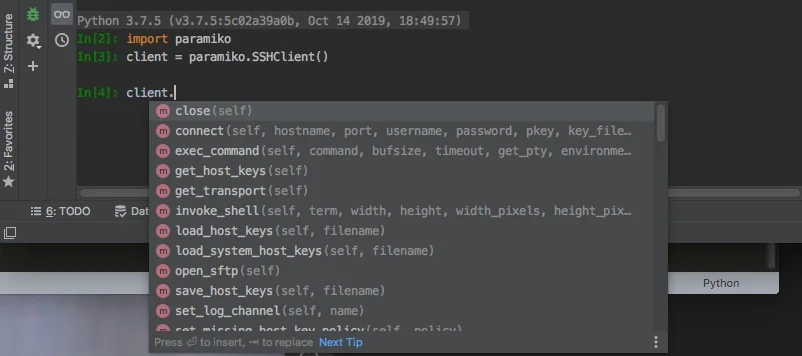 Python 3.7.5 (v3.7.5:5c02a39a0b, Oct 14 2019, 18:49:57)
In[2]: import paramiko
In[3]: client = paramiko.SSHClient()
In[4]: client.
7: Structure
2: Favorites
close(self)
connect(self, hostname, port, username, password, pkey, key_file…
exec_command(self, command, bufsize, timeout, get_pty, environme…
get_host_keys(self)
get_transport(self)
invoke_shell(self, term, width, height, width_pixels, height_pix…
load_host_keys(self, filename)
load_system_host_keys(self, filename)
open_sftp(self)
save_host_keys(self, filename)
set_log_channel(self, name)
set_missing_host_key_policy(self, policy)
Press ⏎ to insert, ⇥ to replace Next Tip
6: TODO
Dat
Python